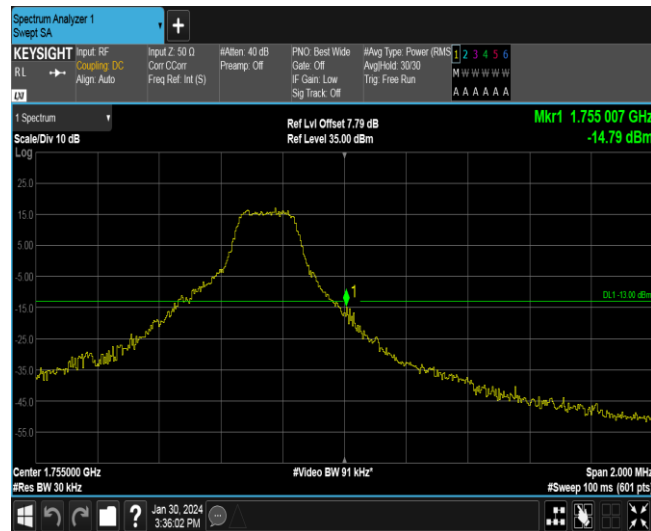 Spectrum Analyzer 1
Swept SA
+
KEYSIGHT
RL
LXI
Input: RF
Coupling: DC
Align: Auto
Input Z: 50 Ω
Corr CCorr
Freq Ref: Int (S)
#Atten: 40 dB
Preamp: Off
PNO: Best Wide
Gate: Off
IF Gain: Low
Sig Track: Off
#Avg Type: Power (RMS
Avg|Hold: 30/30
Trig: Free Run
1 2 3 4 5 6
M W W W W W
A A A A A A
1 Spectrum
Scale/Div 10 dB
Log
Ref Lvl Offset 7.79 dB
Ref Level 35.00 dBm
Mkr1 1.755 007 GHz
-14.79 dBm
25.0
15.0
5.00
-5.00
1
DL1 -13.00 dBm
-15.0
-25.0
-35.0
-45.0
-55.0
Center 1.755000 GHz
#Video BW 91 kHz*
Span 2.000 MHz
#Res BW 30 kHz
#Sweep 100 ms (601 pts)
?
Jan 30, 2024
3:36:02 PM